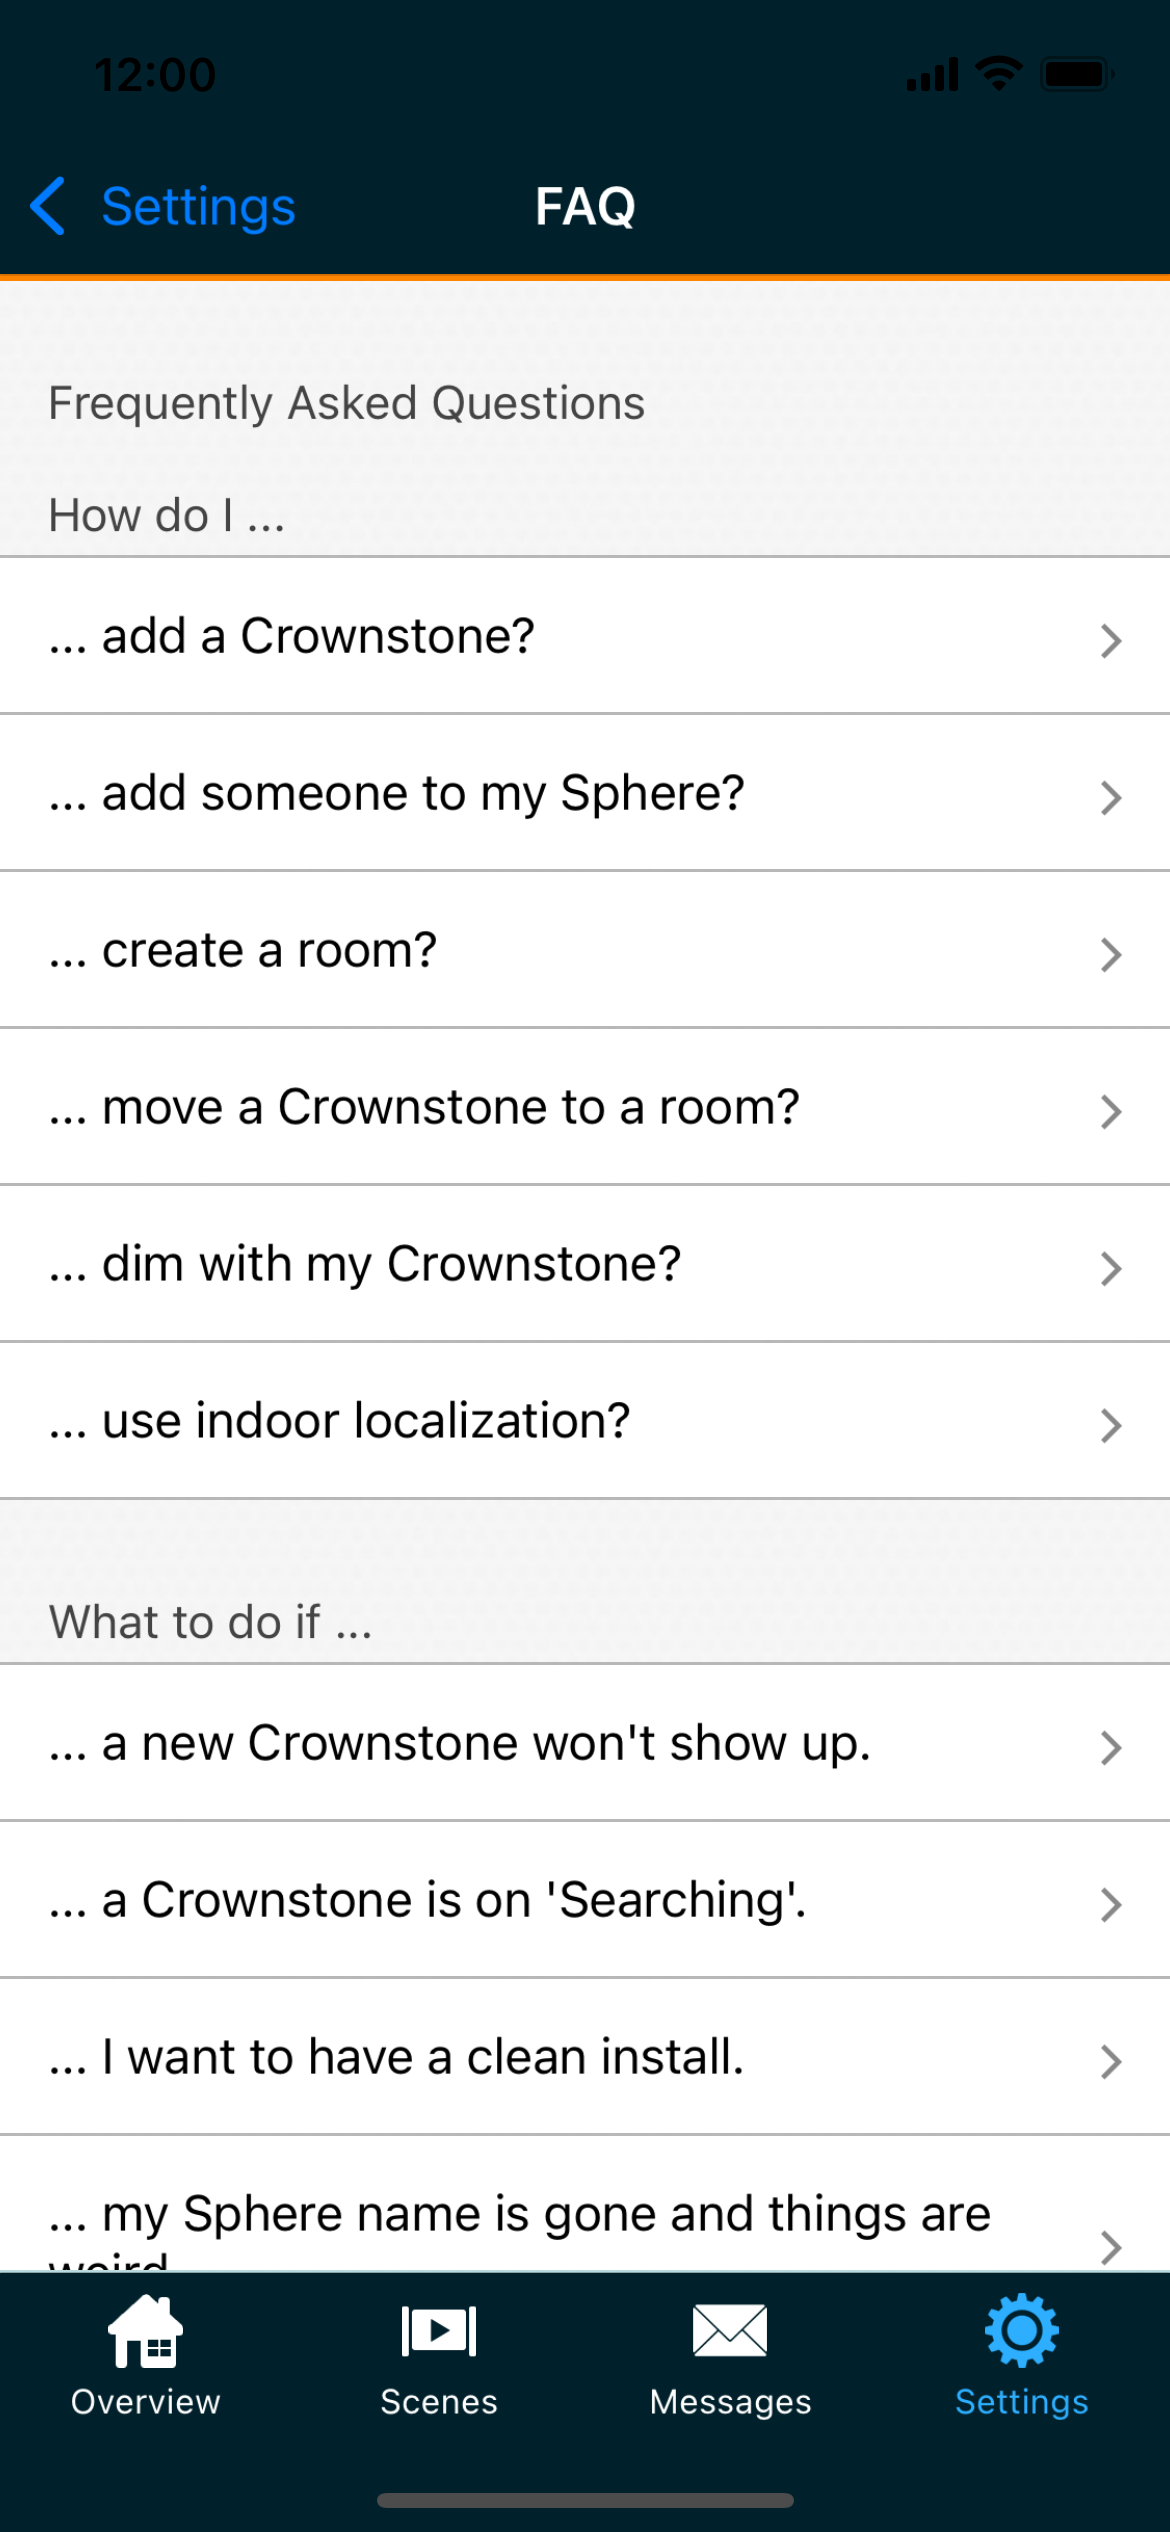 12:00
Settings
FAQ
Frequently Asked Questions
How do I ...
... add a Crownstone?
... add someone to my Sphere?
... create a room?
... move a Crownstone to a room?
... dim with my Crownstone?
... use indoor localization?
What to do if ...
... a new Crownstone won't show up.
... a Crownstone is on 'Searching'.
... I want to have a clean install.
... my Sphere name is gone and things are
weird
Overview
Scenes
Messages
Settings